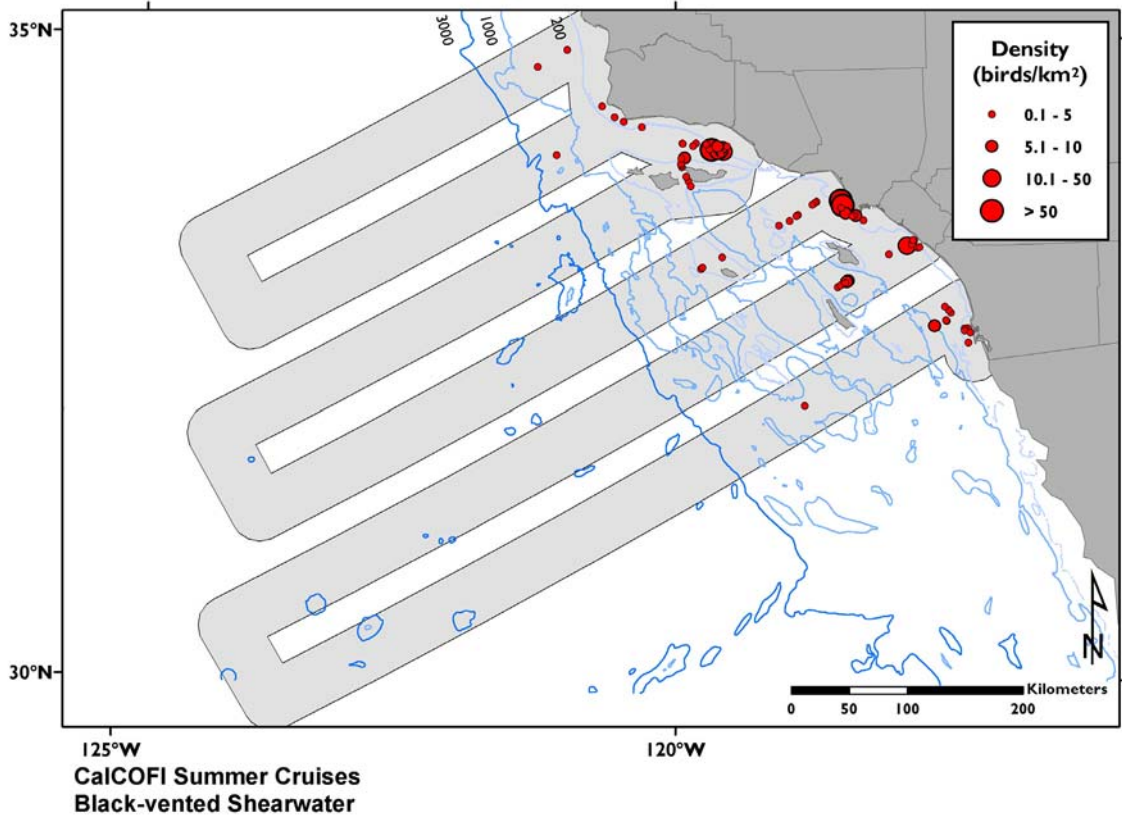 35°N
3000
1000
200
Density
(birds/km²)
0.1 - 5
5.1 - 10
10.1 - 50
> 50
30°N
N
Kilometers
0 50 100 200
125°W 120°W
CalCOFI Summer Cruises
Black-vented Shearwater